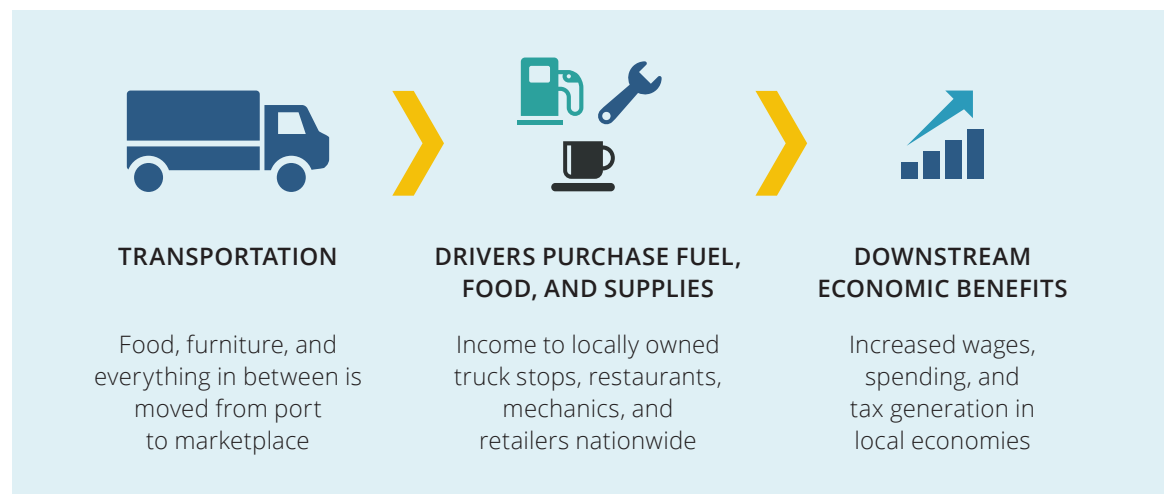 TRANSPORTATION
Food, furniture, and
everything in between is
moved from port
to marketplace
DRIVERS PURCHASE FUEL,
FOOD, AND SUPPLIES
Income to locally owned
truck stops, restaurants,
mechanics, and
retailers nationwide
DOWNSTREAM
ECONOMIC BENEFITS
Increased wages,
spending, and
tax generation in
local economies